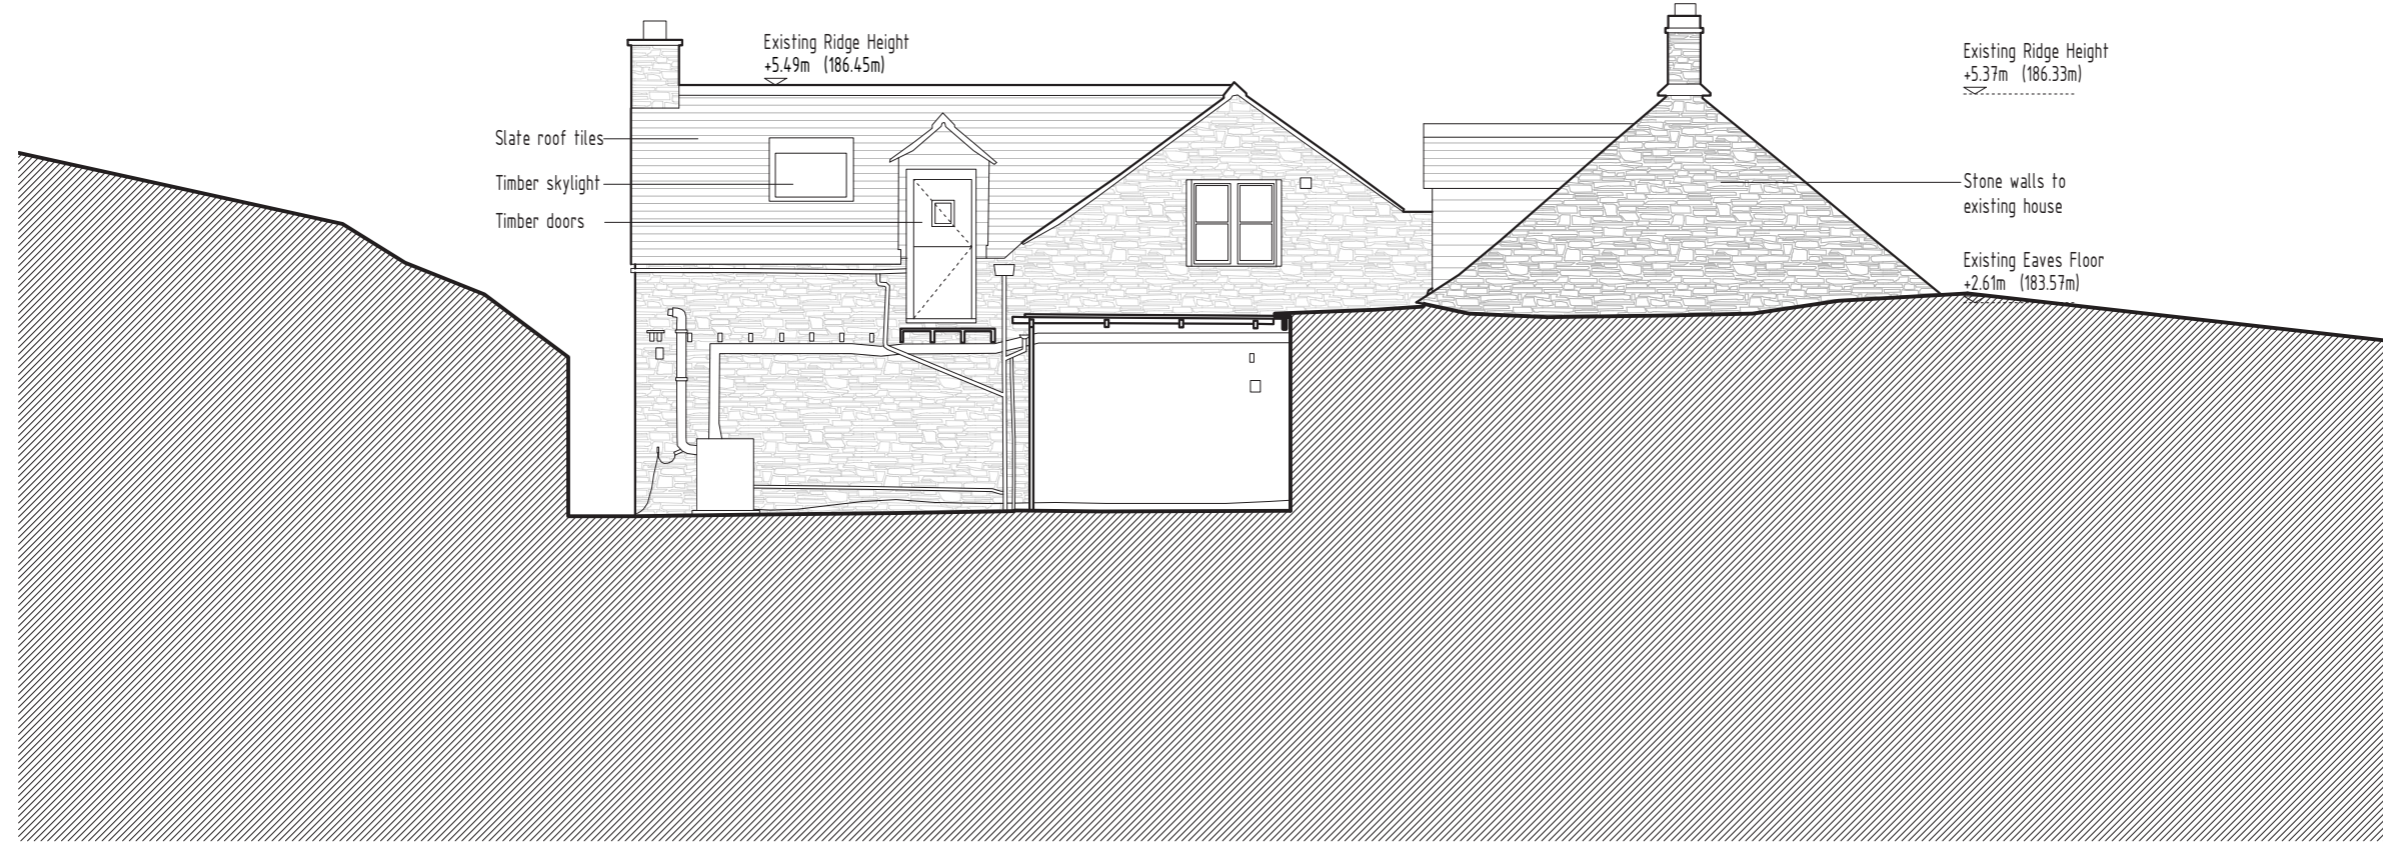 Existing Ridge Height
+5.49m (186.45m)
Existing Ridge Height
+5.37m (186.33m)
Slate roof tiles
Timber skylight
Timber doors
Stone walls to
existing house
Existing Eaves Floor
+2.61m (183.57m)